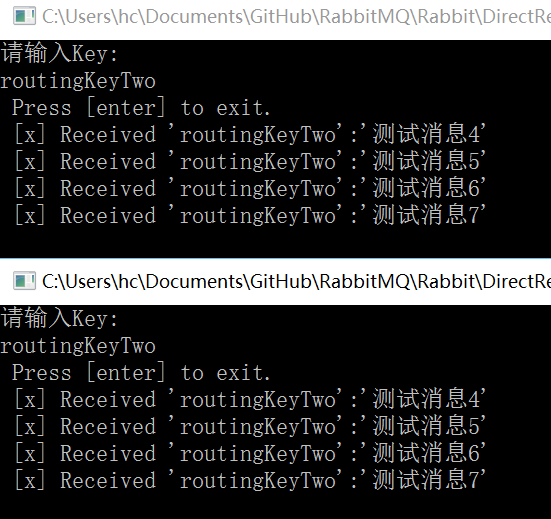 C:\Users\hc\Documents\GitHub\RabbitMQ\Rabbit\DirectRe
请输入Key:
routingKeyTwo
Press [enter] to exit.
[x] Received 'routingKeyTwo':'测试消息4'
[x] Received 'routingKeyTwo':'测试消息5'
[x] Received 'routingKeyTwo':'测试消息6'
[x] Received 'routingKeyTwo':'测试消息7'
C:\Users\hc\Documents\GitHub\RabbitMQ\Rabbit\DirectRe
请输入Key:
routingKeyTwo
Press [enter] to exit.
[x] Received 'routingKeyTwo':'测试消息4'
[x] Received 'routingKeyTwo':'测试消息5'
[x] Received 'routingKeyTwo':'测试消息6'
[x] Received 'routingKeyTwo':'测试消息7'